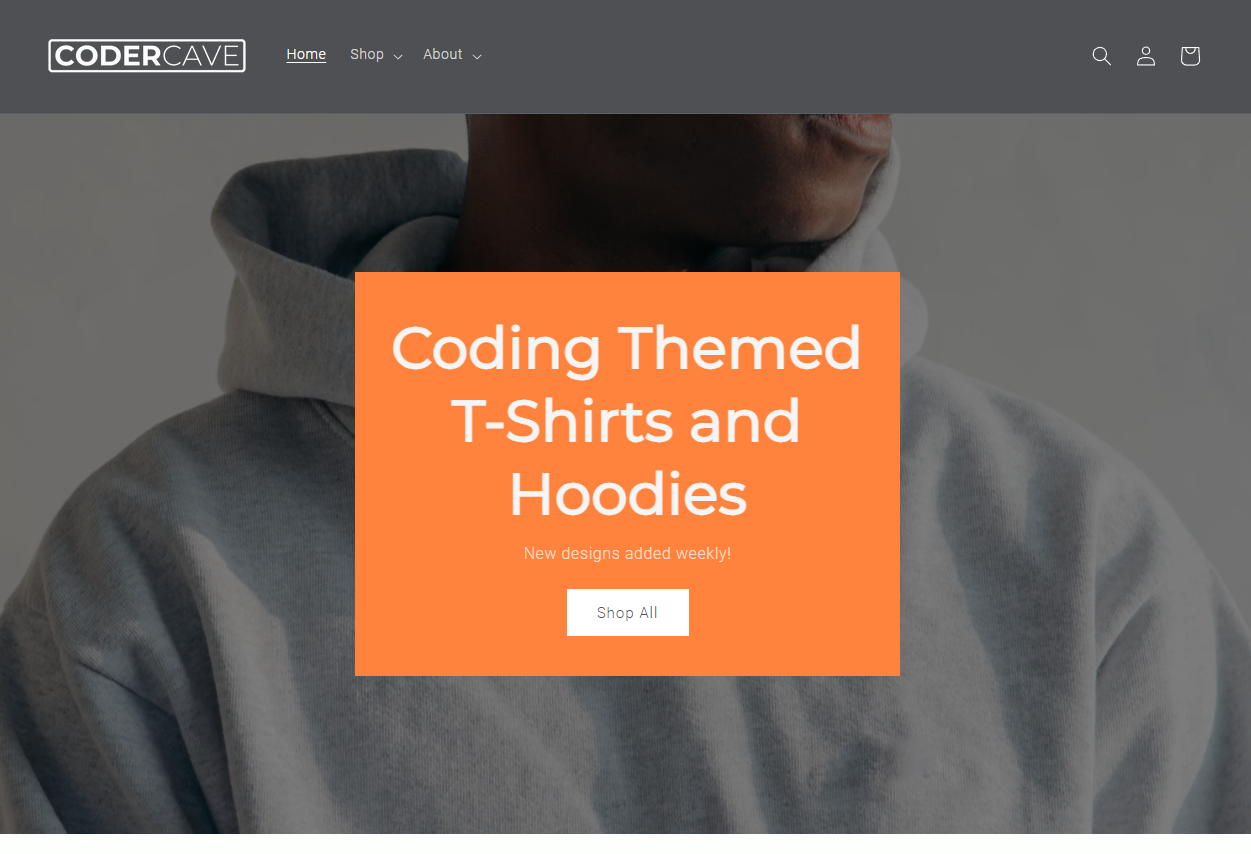 CODERCAVE
Home Shop About
Coding Themed
T-Shirts and
Hoodies
New designs added weekly!
Shop All